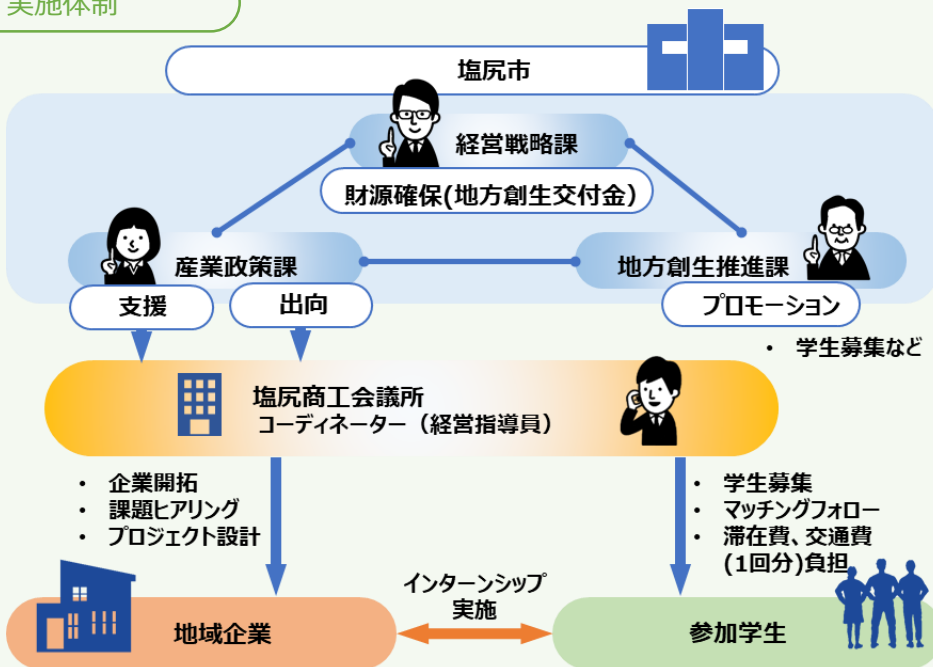 実施体制
塩尻市
経営戦略課
財源確保(地方創生交付金）
産業政策課
地方創生推進課
支援
出向
プロモーション
・ 学生募集など
塩尻商工会議所
コーディネーター（経営指導員）
・ 企業開拓
・ 課題ヒアリング
・ プロジェクト設計
・ 学生募集
・ マッチングフォロー
・ 滞在費、交通費
(1回分)負担
インターンシップ
実施
地域企業
参加学生